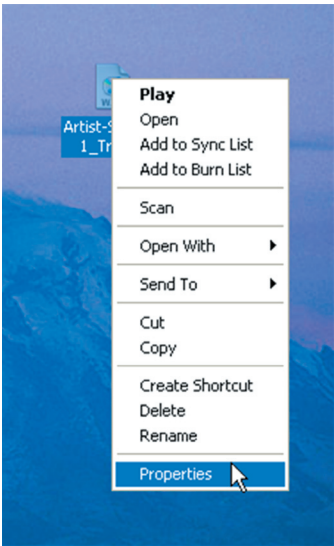 Artist-S
1_Tr
Play
Open
Add to Sync List
Add to Burn List
Scan
Open With
Send To
Cut
Copy
Create Shortcut
Delete
Rename
Properties